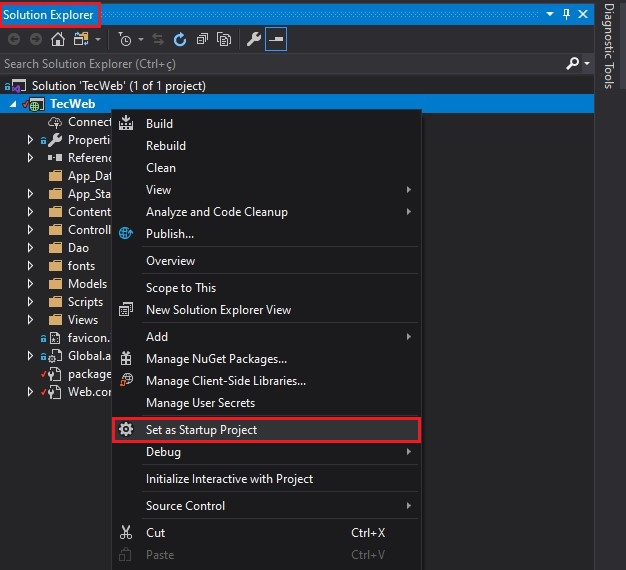 Solution Explorer
Diagnostic Tools
Search Solution Explorer (Ctrl+ç)
Solution 'TecWeb' (1 of 1 project)
TecWeb
Connect
Properti
Referenc
App_Dat
App_Sta
Content
Controll
Dao
fonts
Models
Scripts
Views
favicon.
Global.a
package
Web.con
Build
Rebuild
Clean
View
Analyze and Code Cleanup
Publish...
Overview
Scope to This
New Solution Explorer View
Add
Manage NuGet Packages...
Manage Client-Side Libraries...
Manage User Secrets
Set as Startup Project
Debug
Initialize Interactive with Project
Source Control
Cut Ctrl+X
Paste Ctrl+V